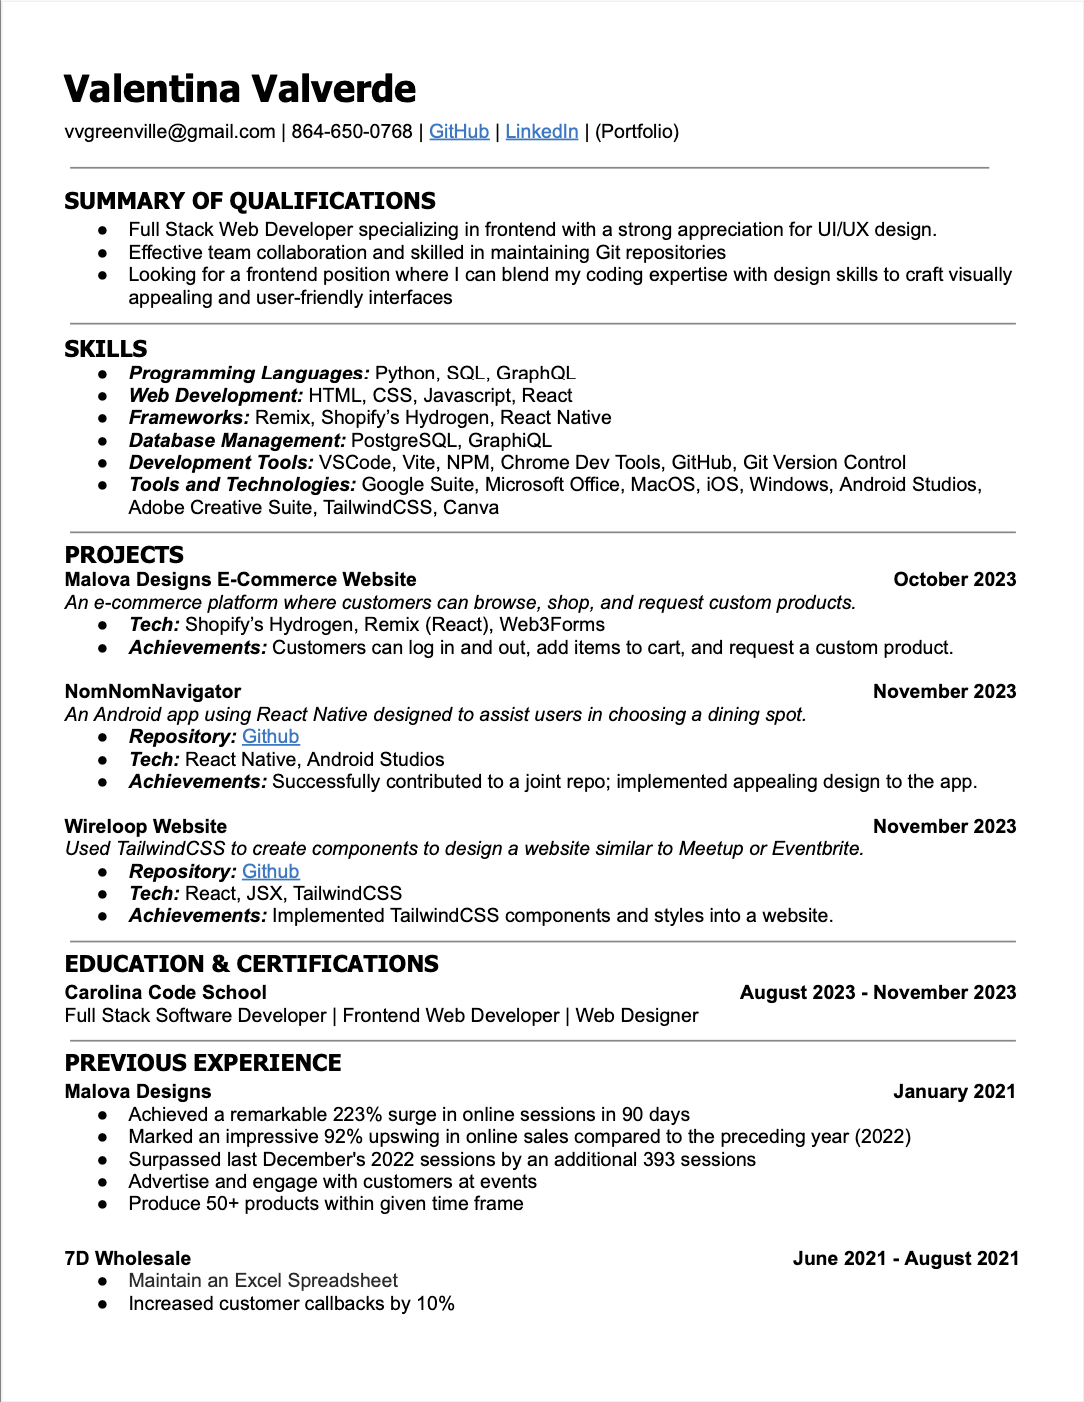 Valentina Valverde
vvgreenville@gmail.com | 864-650-0768 | GitHub | LinkedIn | (Portfolio)
SUMMARY OF QUALIFICATIONS
● Full Stack Web Developer specializing in frontend with a strong appreciation for UI/UX design.
● Effective team collaboration and skilled in maintaining Git repositories
● Looking for a frontend position where I can blend my coding expertise with design skills to craft visually
appealing and user-friendly interfaces
SKILLS
● Programming Languages: Python, SQL, GraphQL
● Web Development: HTML, CSS, Javascript, React
● Frameworks: Remix, Shopify’s Hydrogen, React Native
● Database Management: PostgreSQL, GraphiQL
● Development Tools: VSCode, Vite, NPM, Chrome Dev Tools, GitHub, Git Version Control
● Tools and Technologies: Google Suite, Microsoft Office, MacOS, iOS, Windows, Android Studios,
Adobe Creative Suite, TailwindCSS, Canva
PROJECTS
Malova Designs E-Commerce Website October 2023
An e-commerce platform where customers can browse, shop, and request custom products.
● Tech: Shopify’s Hydrogen, Remix (React), Web3Forms
● Achievements: Customers can log in and out, add items to cart, and request a custom product.
NomNomNavigator November 2023
An Android app using React Native designed to assist users in choosing a dining spot.
● Repository: Github
● Tech: React Native, Android Studios
● Achievements: Successfully contributed to a joint repo; implemented appealing design to the app.
Wireloop Website November 2023
Used TailwindCSS to create components to design a website similar to Meetup or Eventbrite.
● Repository: Github
● Tech: React, JSX, TailwindCSS
● Achievements: Implemented TailwindCSS components and styles into a website.
EDUCATION & CERTIFICATIONS
Carolina Code School August 2023 - November 2023
Full Stack Software Developer | Frontend Web Developer | Web Designer
PREVIOUS EXPERIENCE
Malova Designs January 2021
● Achieved a remarkable 223% surge in online sessions in 90 days
● Marked an impressive 92% upswing in online sales compared to the preceding year (2022)
● Surpassed last December's 2022 sessions by an additional 393 sessions
● Advertise and engage with customers at events
● Produce 50+ products within given time frame
7D Wholesale June 2021 - August 2021
● Maintain an Excel Spreadsheet
● Increased customer callbacks by 10%